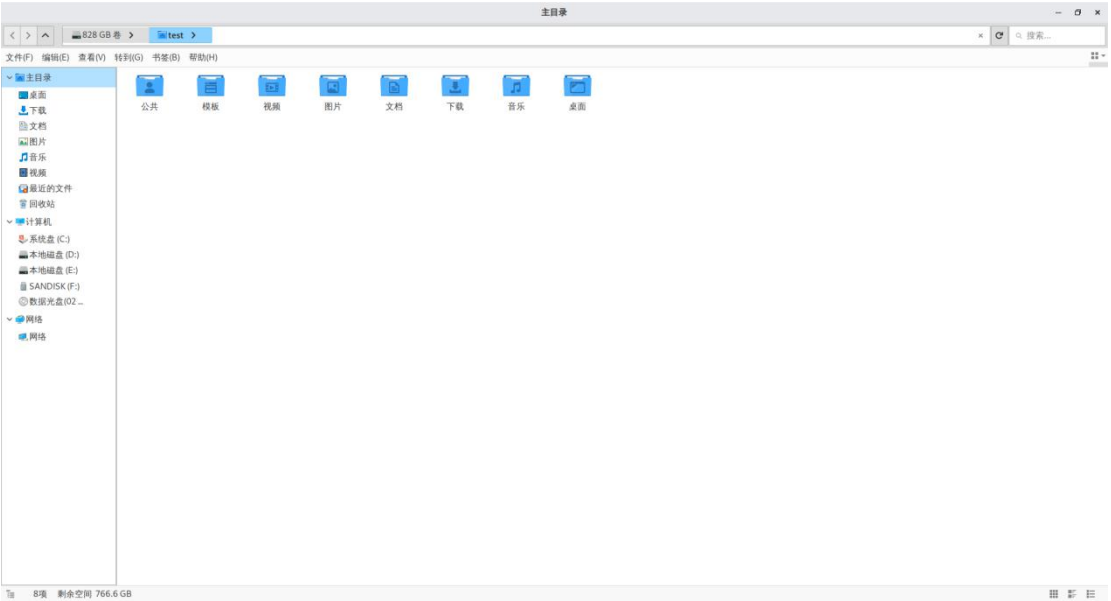 主目录
828 GB 卷
test
搜索...
文件(F) 编辑(E) 查看(V) 转到(G) 书签(B) 帮助(H)
主目录
桌面
下载
文档
图片
音乐
视频
最近的文件
回收站
计算机
系统盘 (C:)
本地磁盘 (D:)
本地磁盘 (E:)
SANDISK (F:)
数据光盘(02 ...
网络
网络
公共 模板 视频 图片 文档 下载 音乐 桌面
8项 剩余空间 766.6 GB